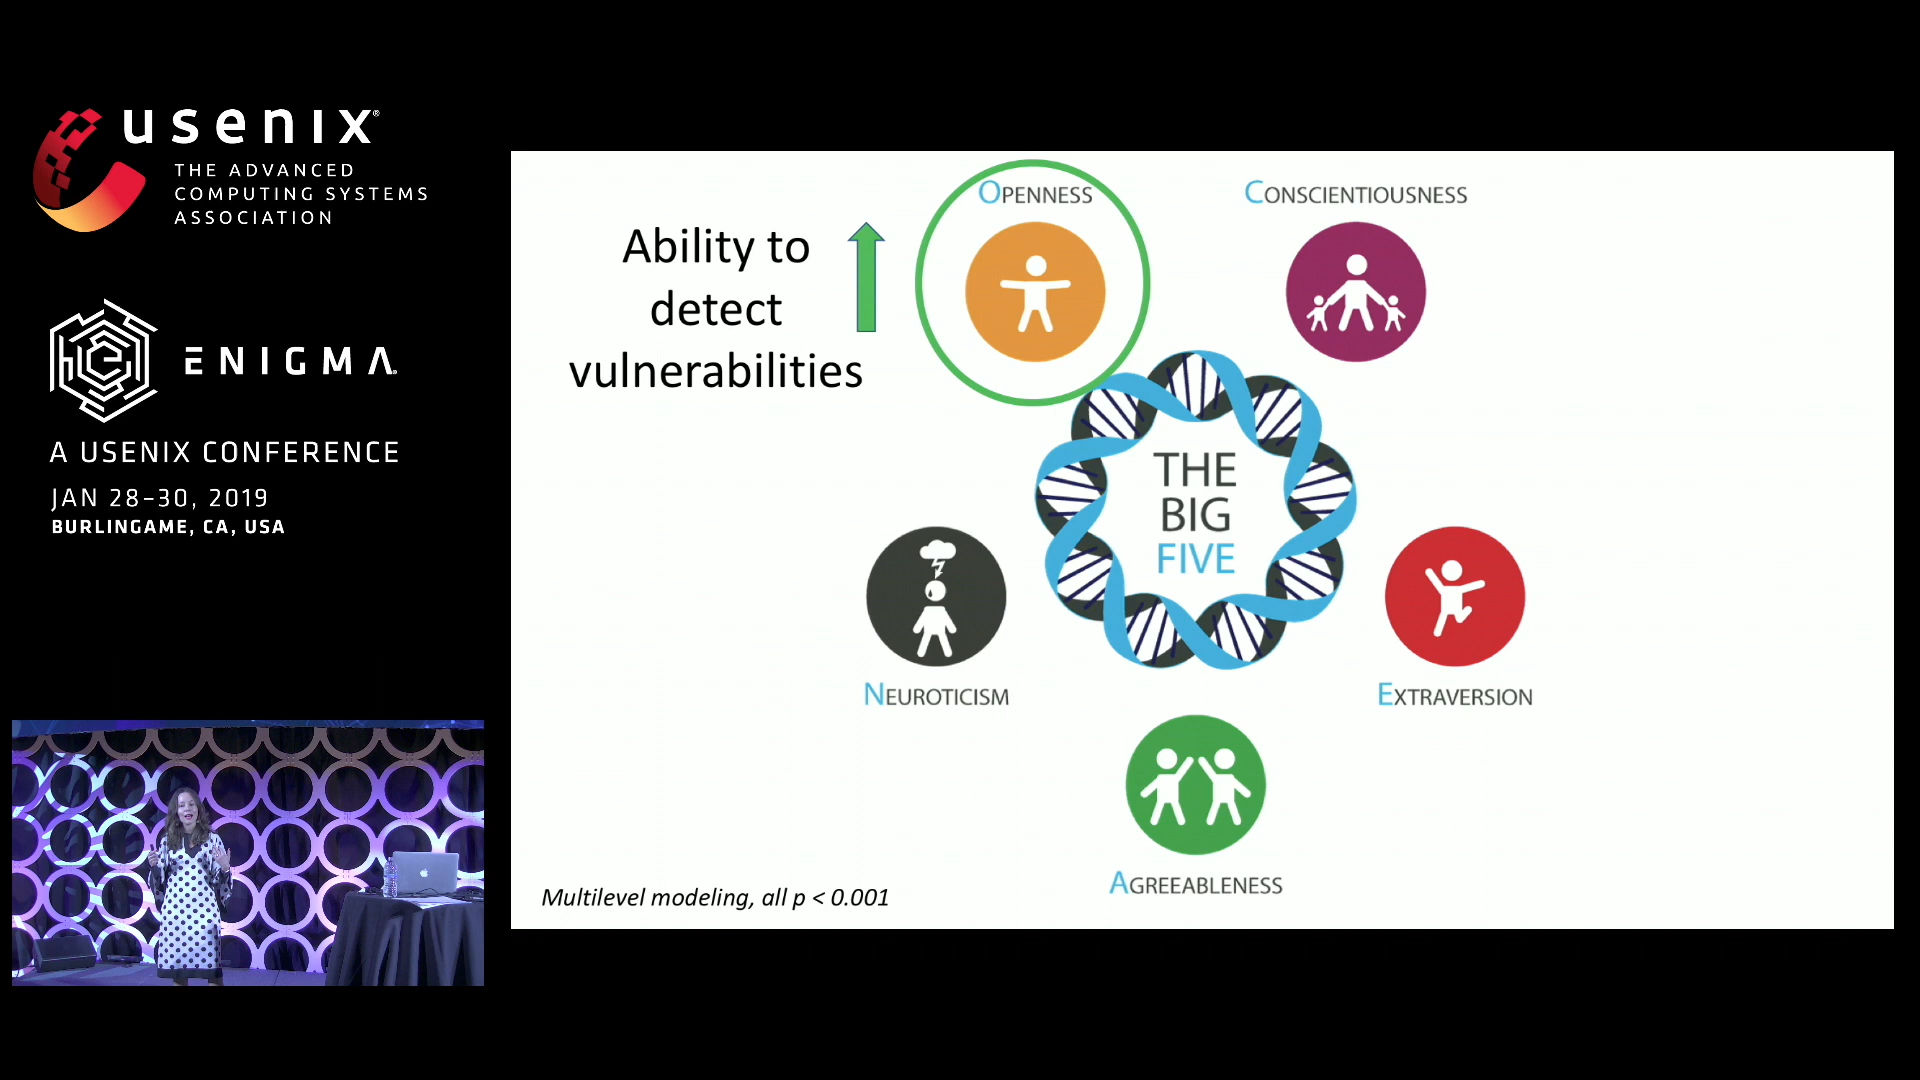 usenix®
THE ADVANCED
COMPUTING SYSTEMS
ASSOCIATION
ENIGMA®
A USENIX CONFERENCE
JAN 28–30, 2019
BURLINGAME, CA, USA
Ability to
detect
vulnerabilities
OPENNESS
CONSCIENTIOUSNESS
THE
BIG
FIVE
NEUROTICISM
EXTRAVERSION
AGREEABLENESS
Multilevel modeling, all p < 0.001